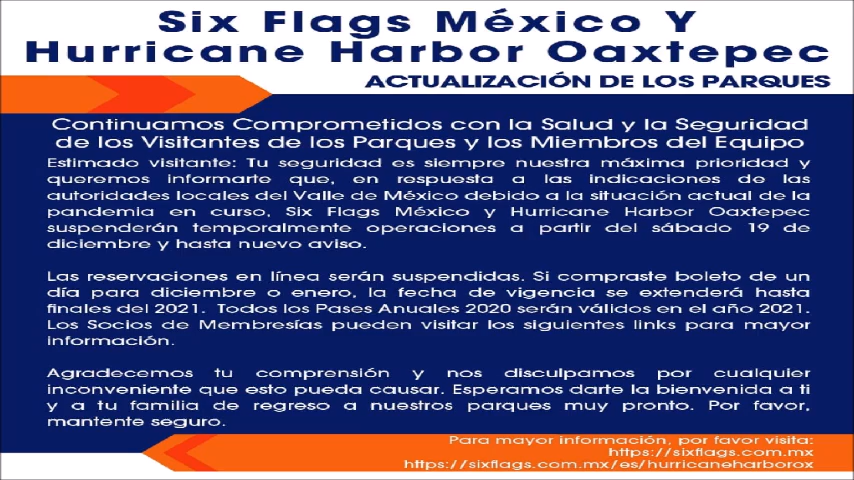 Six Flags México Y
Hurricane Harbor Oaxtepec
ACTUALIZACIÓN DE LOS PARQUES
Continuamos Comprometidos con la Salud y la Seguridad
de los Visitantes de los Parques y los Miembros del Equipo
Estimado visitante: Tu seguridad es siempre nuestra máxima prioridad y
queremos informarte que, en respuesta a las indicaciones de las
autoridades locales del Valle de México debido a la situación actual de la
pandemia en curso, Six Flags México y Hurricane Harbor Oaxtepec
suspenderán temporalmente operaciones a partir del sábado 19 de
diciembre y hasta nuevo aviso.
Las reservaciones en línea serán suspendidas. Si compraste boleto de un
día para diciembre o enero, la fecha de vigencia se extenderá hasta
finales del 2021. Todos los Pases Anuales 2020 serán válidos en el año 2021.
Los Socios de Membresías pueden visitar los siguientes links para mayor
información.
Agradecemos tu comprensión y nos disculpamos por cualquier
inconveniente que esto pueda causar. Esperamos darte la bienvenida a ti
y a tu familia de regreso a nuestros parques muy pronto. Por favor,
mantente seguro.
Para mayor información, por favor visita:
https://sixflags.com.mx
https://sixflags.com.mx/es/hurricaneharborox